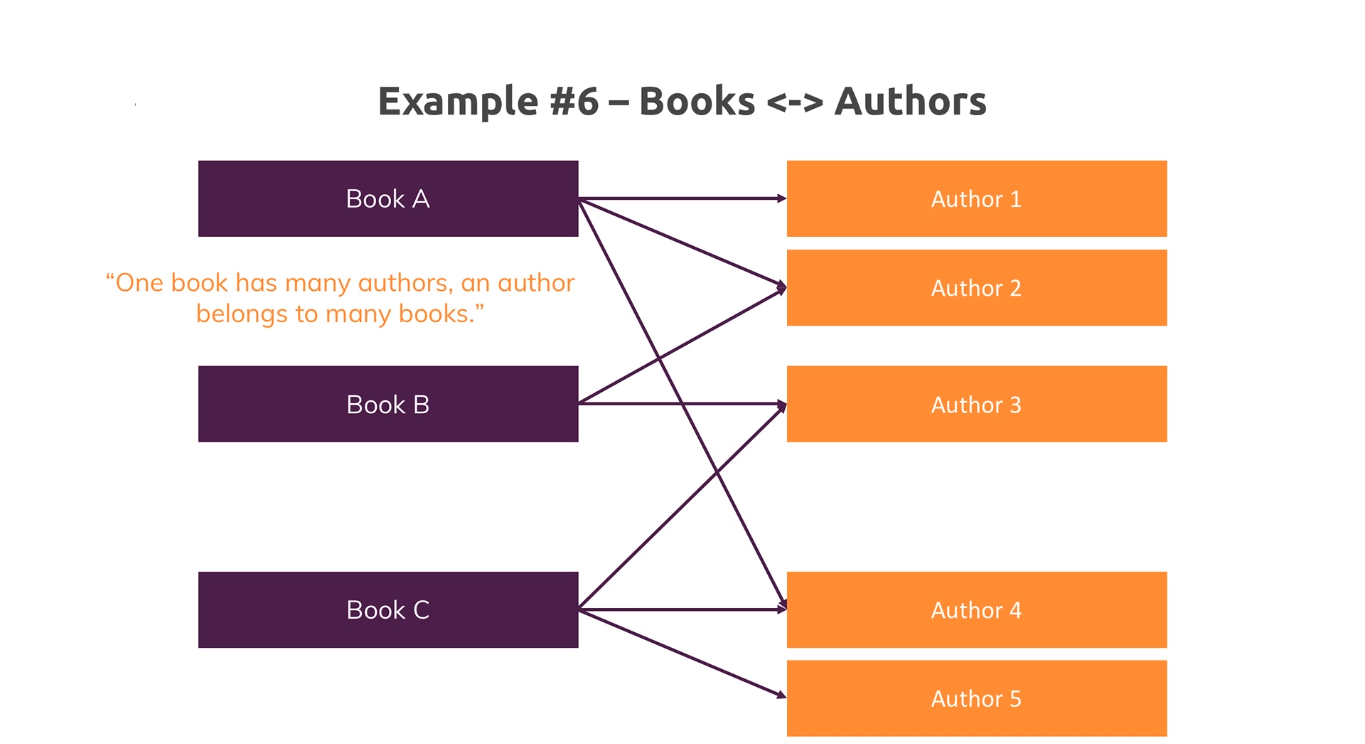 Example #6 – Books <-> Authors
Book A
Author 1
Author 2
“One book has many authors, an author
belongs to many books.”
Book B
Author 3
Book C
Author 4
Author 5